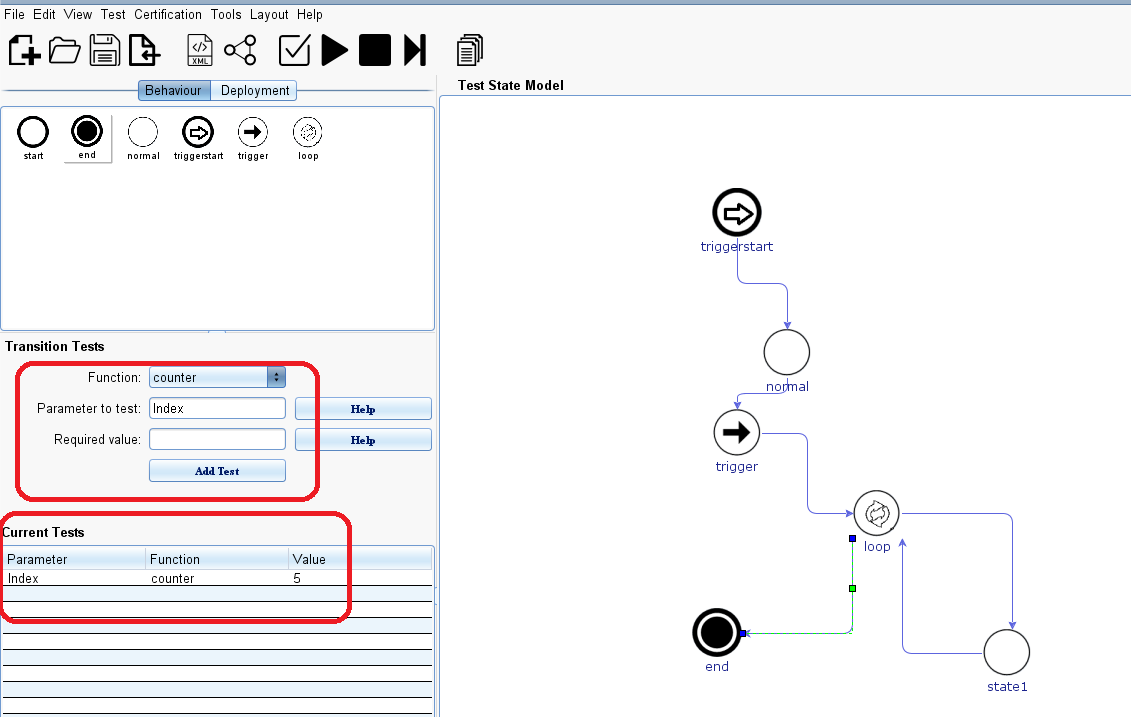 File Edit View Test Certification Tools Layout Help
</>
XML
Behaviour Deployment
Test State Model
start end normal triggerstart trigger loop
Transition Tests
Function: counter
Parameter to test: Index Help
Required value: Help
Add Test
Current Tests
Parameter Function Value
Index counter 5
triggerstart
normal
trigger
loop
end
state1